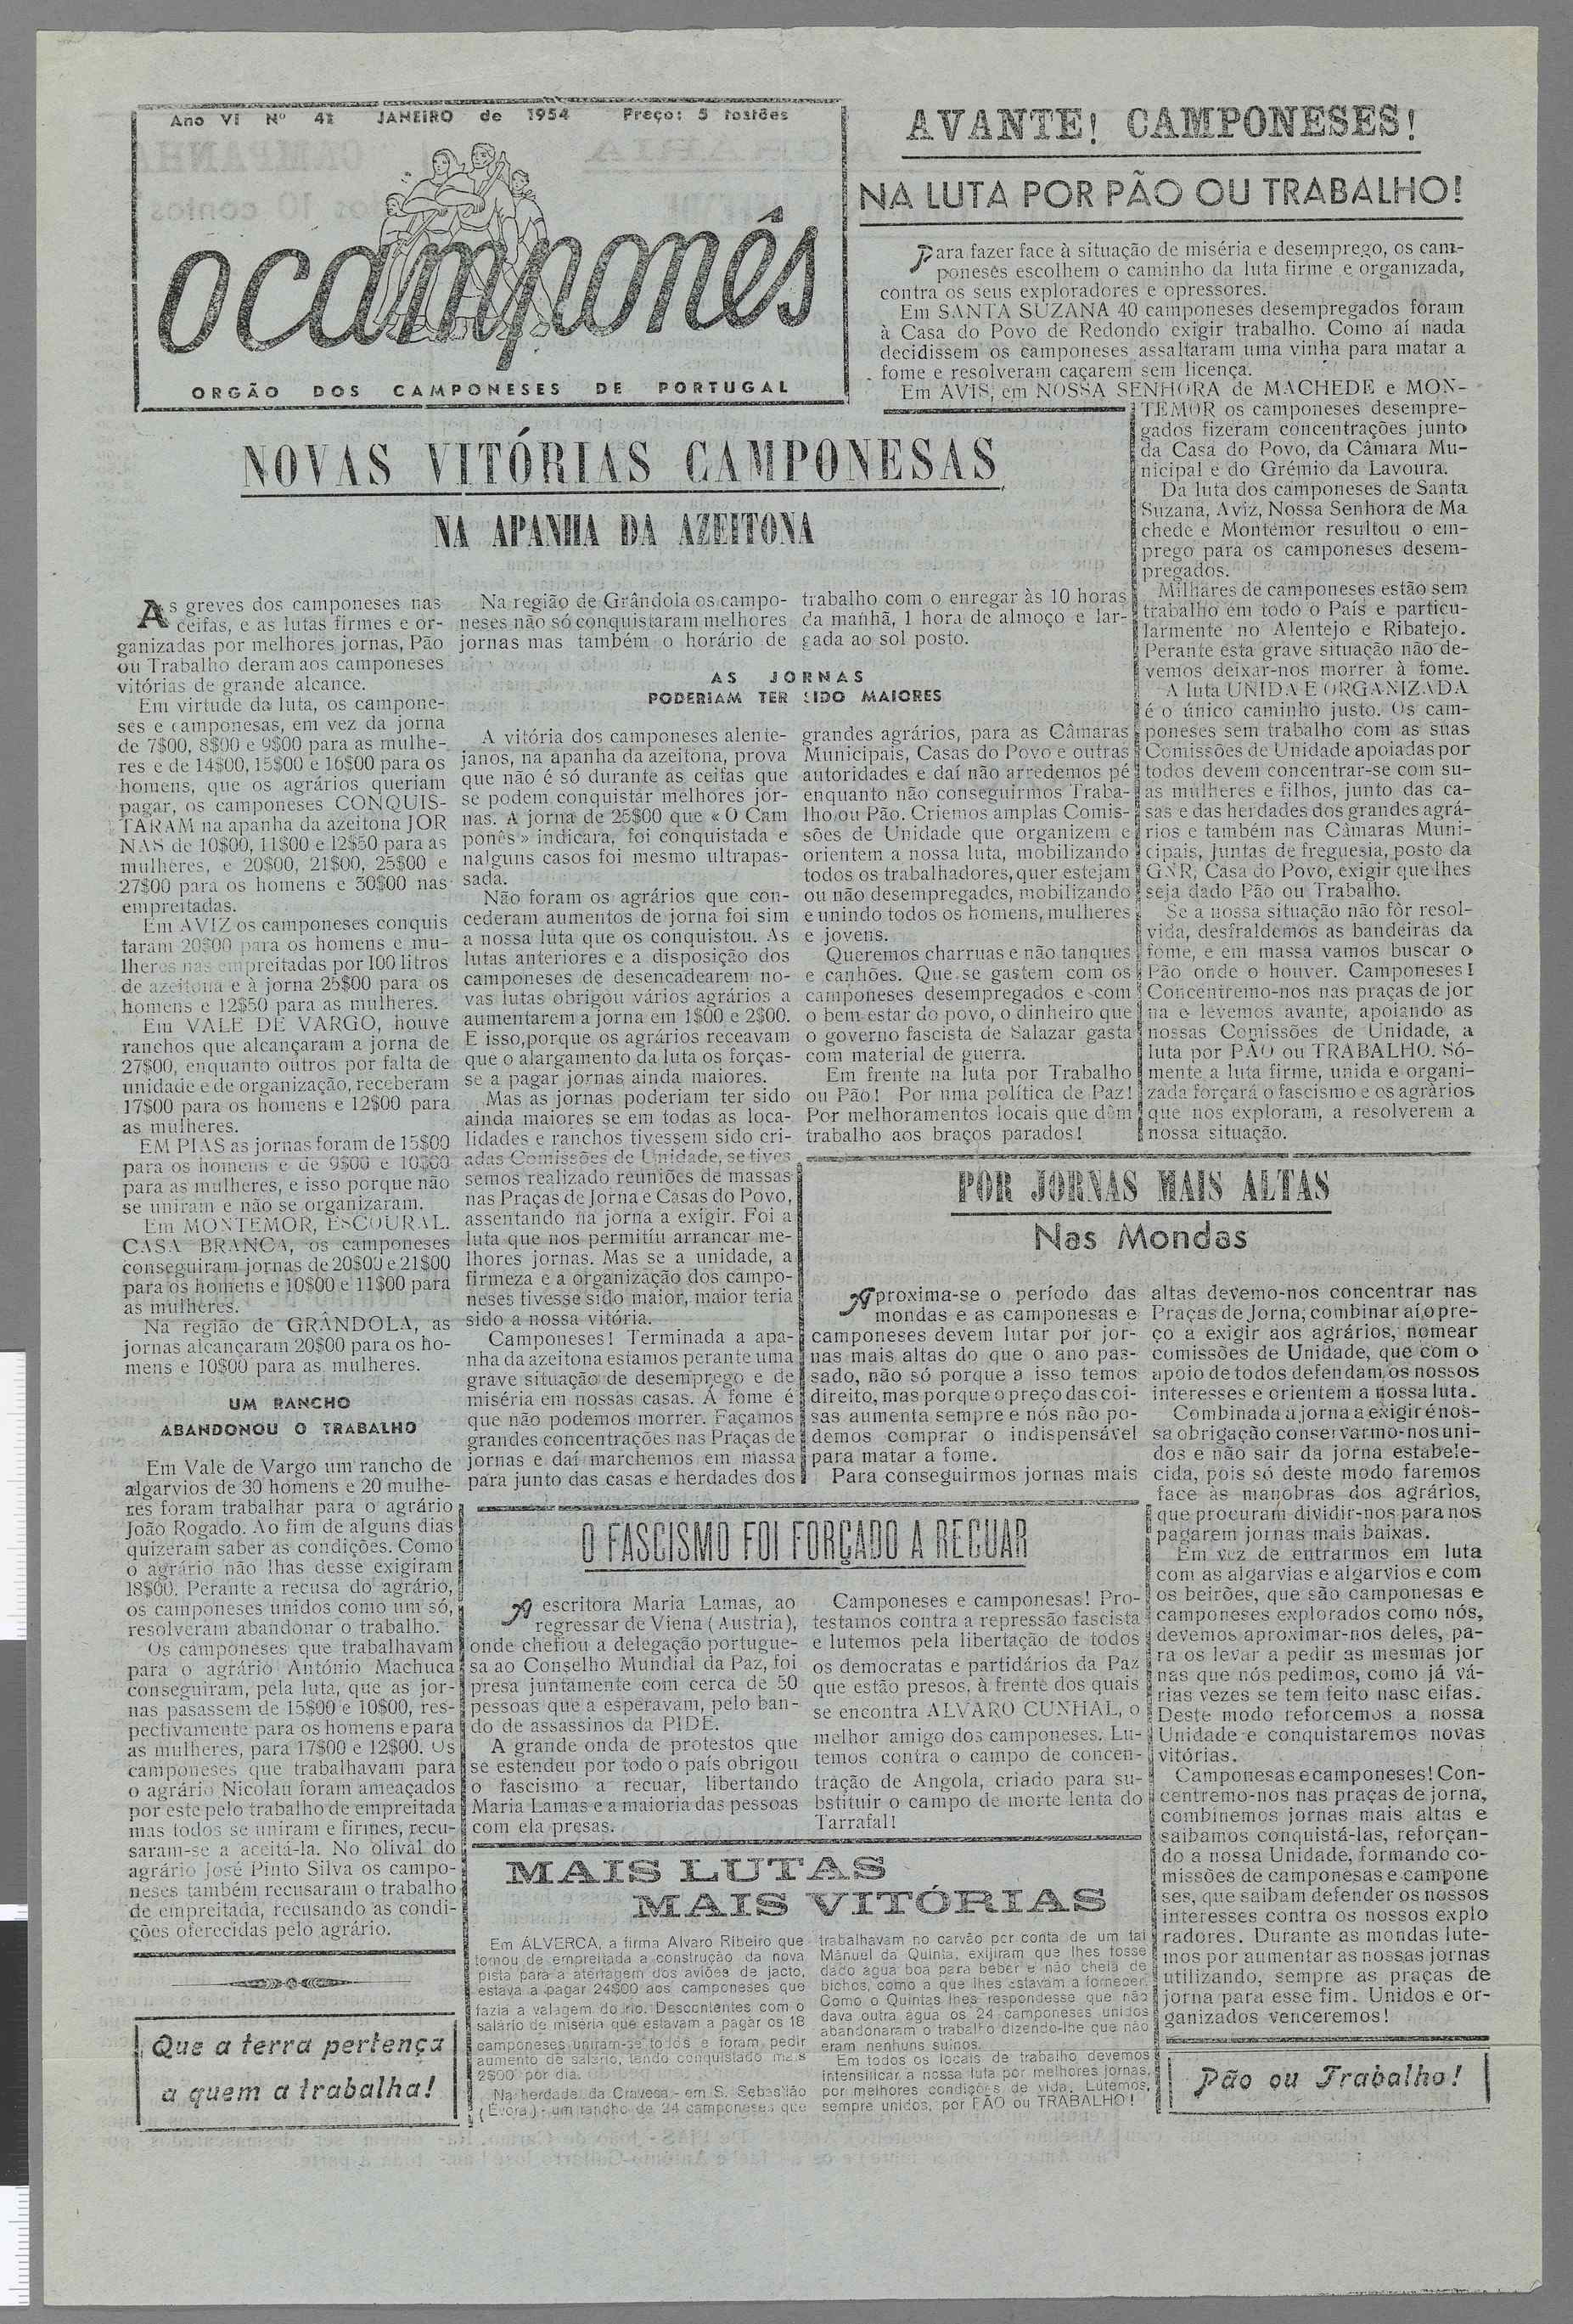 Ano VI Nº 41 JANEIRO de 1954 Preço: 5 tostões
o camponês
ORGÃO DOS CAMPONESES DE PORTUGAL
AVANTE! CAMPONESES!
NA LUTA POR PÃO OU TRABALHO!
Para fazer face à situação de miséria e desemprego, os cam-
poneses escolhem o caminho da luta firme e organizada,
contra os seus exploradores e opressores.
Em SANTA SUZANA 40 camponeses desempregados foram
à Casa do Povo de Redondo exigir trabalho. Como aí nada
decidissem os camponeses assaltaram uma vinha para matar a
fome e resolveram caçarem sem licença.
Em AVIS, em NOSSA SENHORA de MACHEDE e MON-
TEMOR os camponeses desempre-
gados fizeram concentrações junto
da Casa do Povo, da Câmara Mu-
nicipal e do Grémio da Lavoura.
Da luta dos camponeses de Santa
Suzana, Aviz, Nossa Senhora de Ma
chede e Montemor resultou o em-
prego para os camponeses desem-
pregados.
Milhares de camponeses estão sem
trabalho em todo o País e particu-
larmente no Alentejo e Ribatejo.
Perante esta grave situação não de-
vemos deixar-nos morrer à fome.
A luta UNIDA E ORGANIZADA
é o único caminho justo. Os cam-
poneses sem trabalho com as suas
Comissões de Unidade apoiadas por
todos devem concentrar-se com su-
as mulheres e filhos, junto das ca-
sas e das herdades dos grandes agrá-
rios e também nas Câmaras Muni-
cipais, Juntas de freguesia, posto da
GNR, Casa do Povo, exigir que lhes
seja dado Pão ou Trabalho.
Se a nossa situação não fôr resol-
vida, desfraldemos as bandeiras da
fome, e em massa vamos buscar o
Pão onde o houver. Camponeses!
Concentremo-nos nas praças de jor
na e levemos avante, apoiando as
nossas Comissões de Unidade, a
luta por PÃO ou TRABALHO. Só-
mente a luta firme, unida e organi-
zada forçará o fascismo e os agrários
que nos exploram, a resolverem a
nossa situação.
NOVAS VITÓRIAS CAMPONESAS
NA APANHA DA AZEITONA
As greves dos camponeses nas
ceifas, e as lutas firmes e or-
ganizadas por melhores jornas, Pão
ou Trabalho deram aos camponeses
vitórias de grande alcance.
Em virtude da luta, os campone-
ses e camponesas, em vez da jorna
de 7$00, 8$00 e 9$00 para as mulhe-
res e de 14$00, 15$00 e 16$00 para os
homens, que os agrários queriam
pagar, os camponeses CONQUIS-
TARAM na apanha da azeitona JOR
NAS de 10$00, 11$00 e 12$50 para as
mulheres, e 20$00, 21$00, 25$00 e
27$00 para os homens e 30$00 nas
empreitadas.
Em AVIZ os camponeses conquis
taram 20$00 para os homens e mu-
lheres nas empreitadas por 100 litros
de azeitona e à jorna 25$00 para os
homens e 12$50 para as mulheres.
Em VALE DE VARGO, houve
ranchos que alcançaram a jorna de
27$00, enquanto outros por falta de
unidade e de organização, receberam
17$00 para os homens e 12$00 para
as mulheres.
EM PIAS as jornas foram de 15$00
para os homens e de 9$00 e 10$00
para as mulheres, e isso porque não
se uniram e não se organizaram.
Em MONTEMOR, ESCOURAL.
CASA BRANCA, os camponeses
conseguiram jornas de 20$00 e 21$00
para os homens e 10$00 e 11$00 para
as mulheres.
Na região de GRÂNDOLA, as
jornas alcançaram 20$00 para os ho-
mens e 10$00 para as mulheres.
UM RANCHO
ABANDONOU O TRABALHO
Em Vale de Vargo um rancho de
algarvios de 30 homens e 20 mulhe-
res foram trabalhar para o agrário
João Rogado. Ao fim de alguns dias
quizeram saber as condições. Como
o agrário não lhas desse exigiram
18$00. Perante a recusa do agrário,
os camponeses unidos como um só,
resolveram abandonar o trabalho.
Os camponeses que trabalhavam
para o agrário António Machuca
conseguiram, pela luta, que as jor-
nas pasassem de 15$00 e 10$00, res-
pectivamente para os homens e para
as mulheres, para 17$00 e 12$00. Os
camponeses que trabalhavam para
o agrário Nicolau foram ameaçados
por este pelo trabalho de empreitada
mas todos se uniram e firmes, recu-
saram-se a aceitá-la. No olival do
agrário José Pinto Silva os campo-
neses também recusaram o trabalho
de empreitada, recusando as condi-
ções oferecidas pelo agrário.
Que a terra pertença
a quem a trabalha!
Na região de Grândola os campo-
neses não só conquistaram melhores
jornas mas também o horário de
trabalho com o enregar às 10 horas
da manhã, 1 hora de almoço e lar-
gada ao sol posto.
AS JORNAS
PODERIAM TER SIDO MAIORES
A vitória dos camponeses alente-
janos, na apanha da azeitona, prova
que não é só durante as ceifas que
se podem conquistar melhores jor-
nas. A jorna de 25$00 que « O Cam
ponês » indicara, foi conquistada e
nalguns casos foi mesmo ultrapas-
sada.
Não foram os agrários que con-
cederam aumentos de jorna foi sim
a nossa luta que os conquistou. As
lutas anteriores e a disposição dos
camponeses de desencadearem no-
vas lutas obrigou vários agrários a
aumentarem a jorna em 1$00 e 2$00.
E isso, porque os agrários receavam
que o alargamento da luta os forças-
se a pagar jornas ainda maiores.
Mas as jornas poderiam ter sido
ainda maiores se em todas as loca-
lidades e ranchos tivessem sido cri-
adas Comissões de Unidade, se tives
semos realizado reuniões de massas
nas Praças de Jorna e Casas do Povo,
assentando na jorna a exigir. Foi a
luta que nos permitiu arrancar me-
lhores jornas. Mas se a unidade, a
firmeza e a organização dos campo-
neses tivesse sido maior, maior teria
sido a nossa vitória.
Camponeses! Terminada a apa-
nha da azeitona estamos perante uma
grave situação de desemprego e de
miséria em nossas casas. À fome é
que não podemos morrer. Façamos
grandes concentrações nas Praças de
jornas e daí marchemos em massa
para junto das casas e herdades dos
grandes agrários, para as Câmaras
Municipais, Casas do Povo e outras
autoridades e daí não arredemos pé
enquanto não conseguirmos Traba-
lho ou Pão. Criemos amplas Comis-
sões de Unidade que organizem e
orientem a nossa luta, mobilizando
todos os trabalhadores, quer estejam
ou não desempregados, mobilizando
e unindo todos os homens, mulheres
e jovens.
Queremos charruas e não tanques
e canhões. Que se gastem com os
camponeses desempregados e com
o bem-estar do povo, o dinheiro que
o governo fascista de Salazar gasta
com material de guerra.
Em frente na luta por Trabalho
ou Pão! Por uma política de Paz!
Por melhoramentos locais que dêm
trabalho aos braços parados!
POR JORNAS MAIS ALTAS
Nas Mondas
Aproxima-se o período das
mondas e as camponesas e
camponeses devem lutar por jor-
nas mais altas do que o ano pas-
sado, não só porque a isso temos
direito, mas porque o preço das coi-
sas aumenta sempre e nós não po-
demos comprar o indispensável
para matar a fome.
Para conseguirmos jornas mais
altas devemo-nos concentrar nas
Praças de Jorna, combinar aí o pre-
ço a exigir aos agrários, nomear
comissões de Unidade, que com o
apoio de todos defendam os nossos
interesses e orientem a nossa luta.
Combinada a jorna a exigir é nos-
sa obrigação conservarmo-nos uni-
dos e não sair da jorna estabele-
cida, pois só deste modo faremos
face às manobras dos agrários,
que procuram dividir-nos para nos
pagarem jornas mais baixas.
Em vez de entrarmos em luta
com as algarvias e algarvios e com
os beirões, que são camponesas e
camponeses explorados como nós,
devemos aproximar-nos deles, pa-
ra os levar a pedir as mesmas jor
nas que nós pedimos, como já vá-
rias vezes se tem feito nasc eifas.
Deste modo reforcemos a nossa
Unidade e conquistaremos novas
vitórias.
Camponesas e camponeses! Con-
centremo-nos nas praças de jorna,
combinemos jornas mais altas e
saibamos conquistá-las, reforçan-
do a nossa Unidade, formando co-
missões de camponesas e campone
ses, que saibam defender os nossos
interesses contra os nossos explo
radores. Durante as mondas lute-
mos por aumentar as nossas jornas
utilizando, sempre as praças de
jorna para esse fim. Unidos e or-
ganizados venceremos!
Pão ou Trabalho!
O FASCISMO FOI FORÇADO A RECUAR
A escritora Maria Lamas, ao
regressar de Viena (Austria),
onde chefiou a delegação portugue-
sa ao Conselho Mundial da Paz, foi
presa juntamente com cerca de 50
pessoas que a esperavam, pelo ban-
do de assassinos da PIDE.
A grande onda de protestos que
se estendeu por todo o país obrigou
o fascismo a recuar, libertando
Maria Lamas e a maioria das pessoas
com ela presas.
Camponeses e camponesas! Pro-
testamos contra a repressão fascista
e lutemos pela libertação de todos
os democratas e partidários da Paz
que estão presos, à frente dos quais
se encontra ALVARO CUNHAL, o
melhor amigo dos camponeses. Lu-
temos contra o campo de concen-
tração de Angola, criado para su-
bstituir o campo de morte lenta do
Tarrafal!
MAIS LUTAS
MAIS VITÓRIAS
Em ÁLVERCA, a firma Alvaro Ribeiro que
tomou de empreitada a construção da nova
pista para a aterragem dos aviões de jacto,
estava a pagar 24$00 aos camponeses que
fazia a valagem do rio. Descontentes com o
salário de miséria que estavam a pagar os 18
camponeses uniram-se todos e foram pedir
aumento de salário, tendo conquistado mais
2$00 por dia.
Na herdade da Cravesa - em S. Sebastião
(Évora) - um rancho de 24 camponeses que
trabalhavam no carvão por conta de um tal
Manuel da Quinta, exijiram que lhes fosse
dado água boa para beber e não cheia de
bichos, como a que lhes estavam a fornecer.
Como o Quintas lhes respondesse que não
dava outra água os 24 camponeses unidos
abandonaram o trabalho dizendo-lhe que não
eram nenhuns suinos.
Em todos os locais de trabalho devemos
intensificar a nossa luta por melhores jornas,
por melhores condições de vida. Lutemos,
sempre unidos, por PÃO ou TRABALHO!